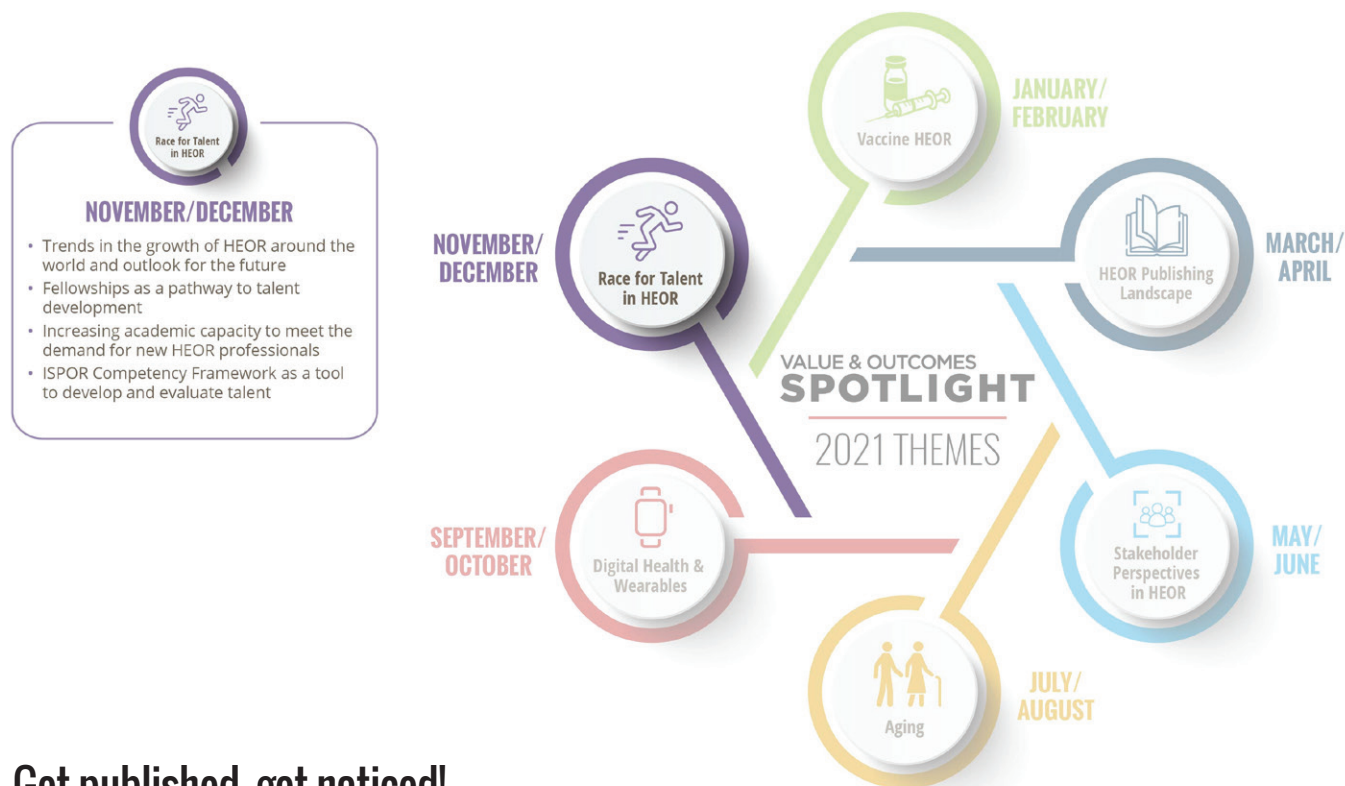 Race for Talent
in HEOR
NOVEMBER/DECEMBER
• Trends in the growth of HEOR around the
world and outlook for the future
• Fellowships as a pathway to talent
development
• Increasing academic capacity to meet the
demand for new HEOR professionals
• ISPOR Competency Framework as a tool
to develop and evaluate talent
Vaccine HEOR
JANUARY/
FEBRUARY
HEOR Publishing
Landscape
MARCH/
APRIL
NOVEMBER/
DECEMBER
Race for Talent
in HEOR
VALUE & OUTCOMES
SPOTLIGHT
2021 THEMES
SEPTEMBER/
OCTOBER
Digital Health &
Wearables
Stakeholder
Perspectives
in HEOR
MAY/
JUNE
Aging
JULY/
AUGUST
Get published, get noticed!